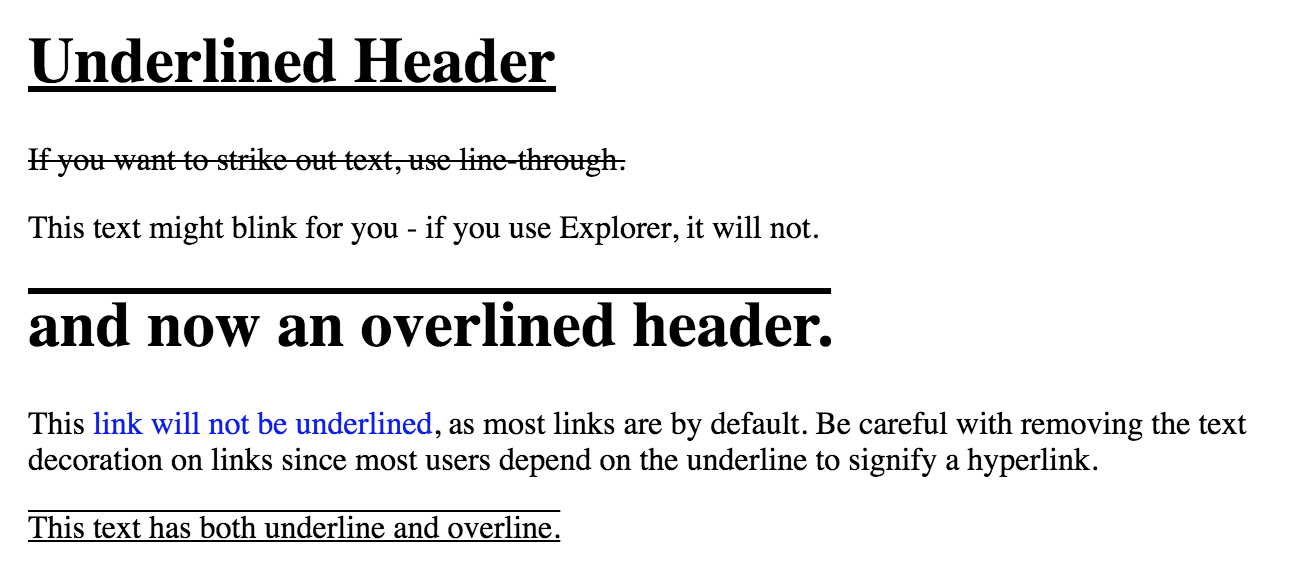 Underlined Header
If you want to strike out text, use line-through.
This text might blink for you - if you use Explorer, it will not.
and now an overlined header.
This link will not be underlined, as most links are by default. Be careful with removing the text
decoration on links since most users depend on the underline to signify a hyperlink.
This text has both underline and overline.